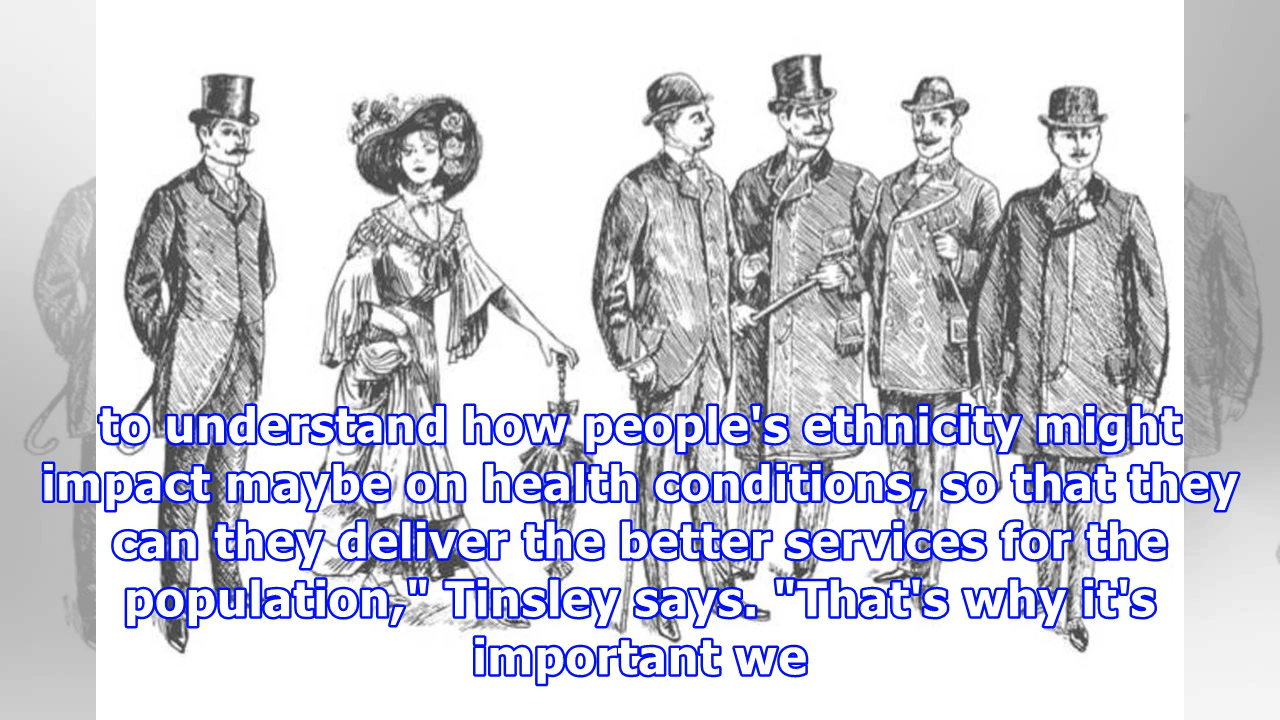 to understand how people's ethnicity might
impact maybe on health conditions, so that they
can they deliver the better services for the
population," Tinsley says. "That's why it's
important we